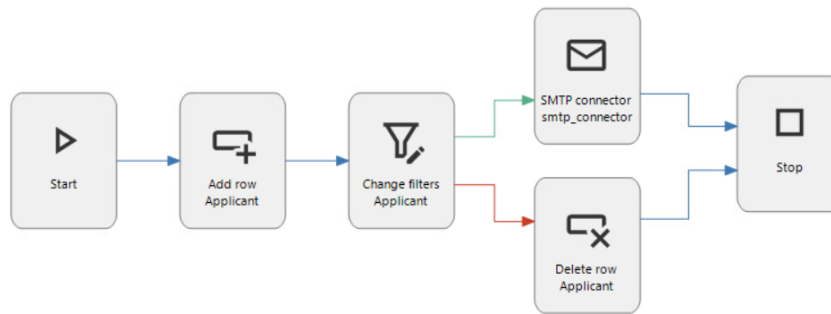 Start
Add row
Applicant
Change filters
Applicant
SMTP connector
smtp_connector
Delete row
Applicant
Stop